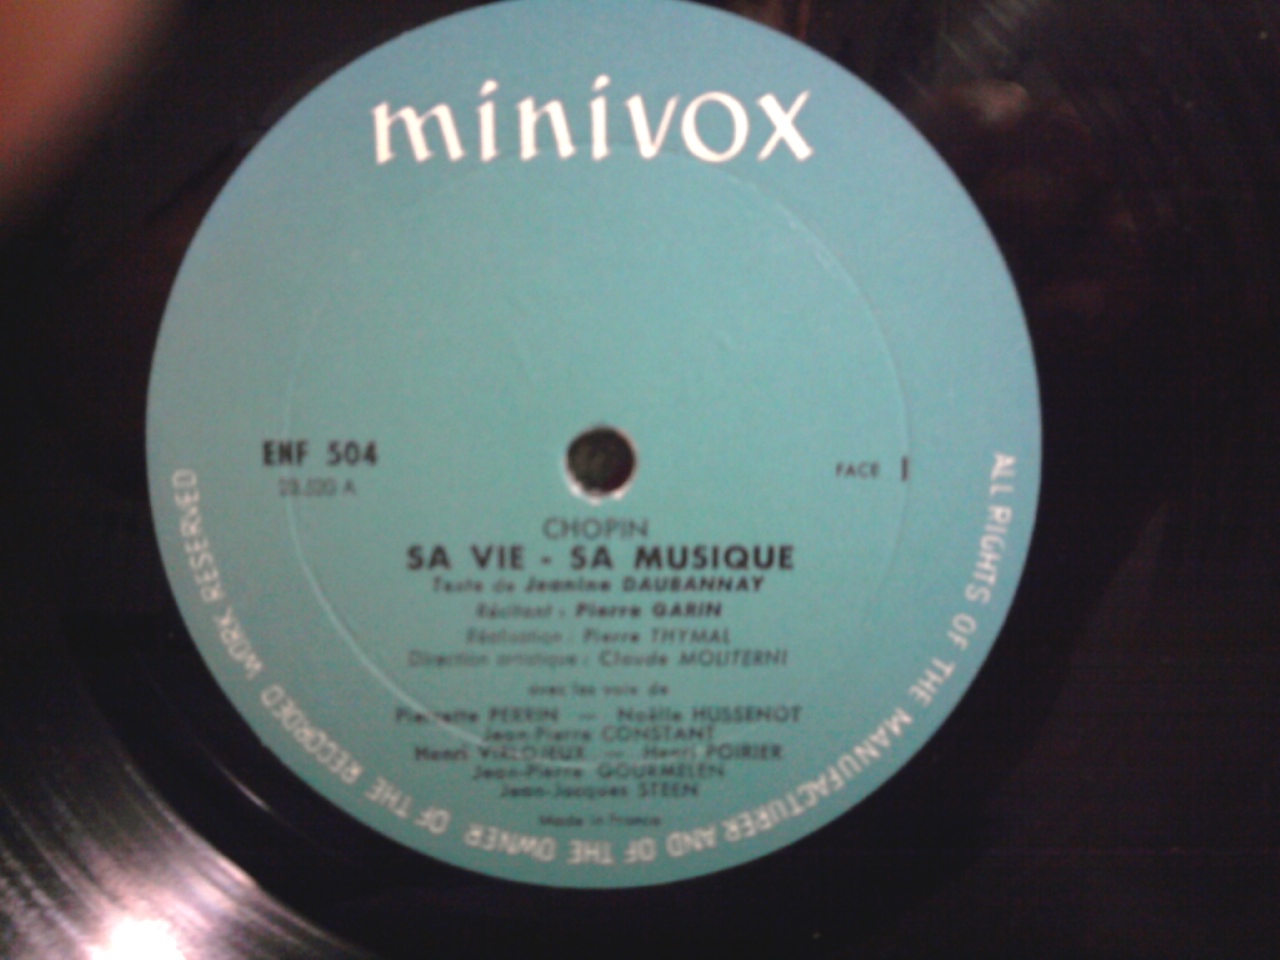 minivox
ENF 504
FACE I
CHOPIN
SA VIE - SA MUSIQUE
Texte de Jeanine DAUBANNAY
Récitant : Pierre GARIN
Réalisation : Pierre THYMAL
Direction artistique : Claude MOLITERNI
avec les voix de
Pierrette PERRIN — Noëlle HUSSENOT
Jean-Pierre CONSTANT
Henri VIRLOJEUX — Henri POIRIER
Jean-Pierre GOURMELEN
Jean-Jacques STEEN
Made in France
ALL RIGHTS OF THE MANUFACTURER AND OF THE OWNER OF THE RECORDED WORK RESERVED